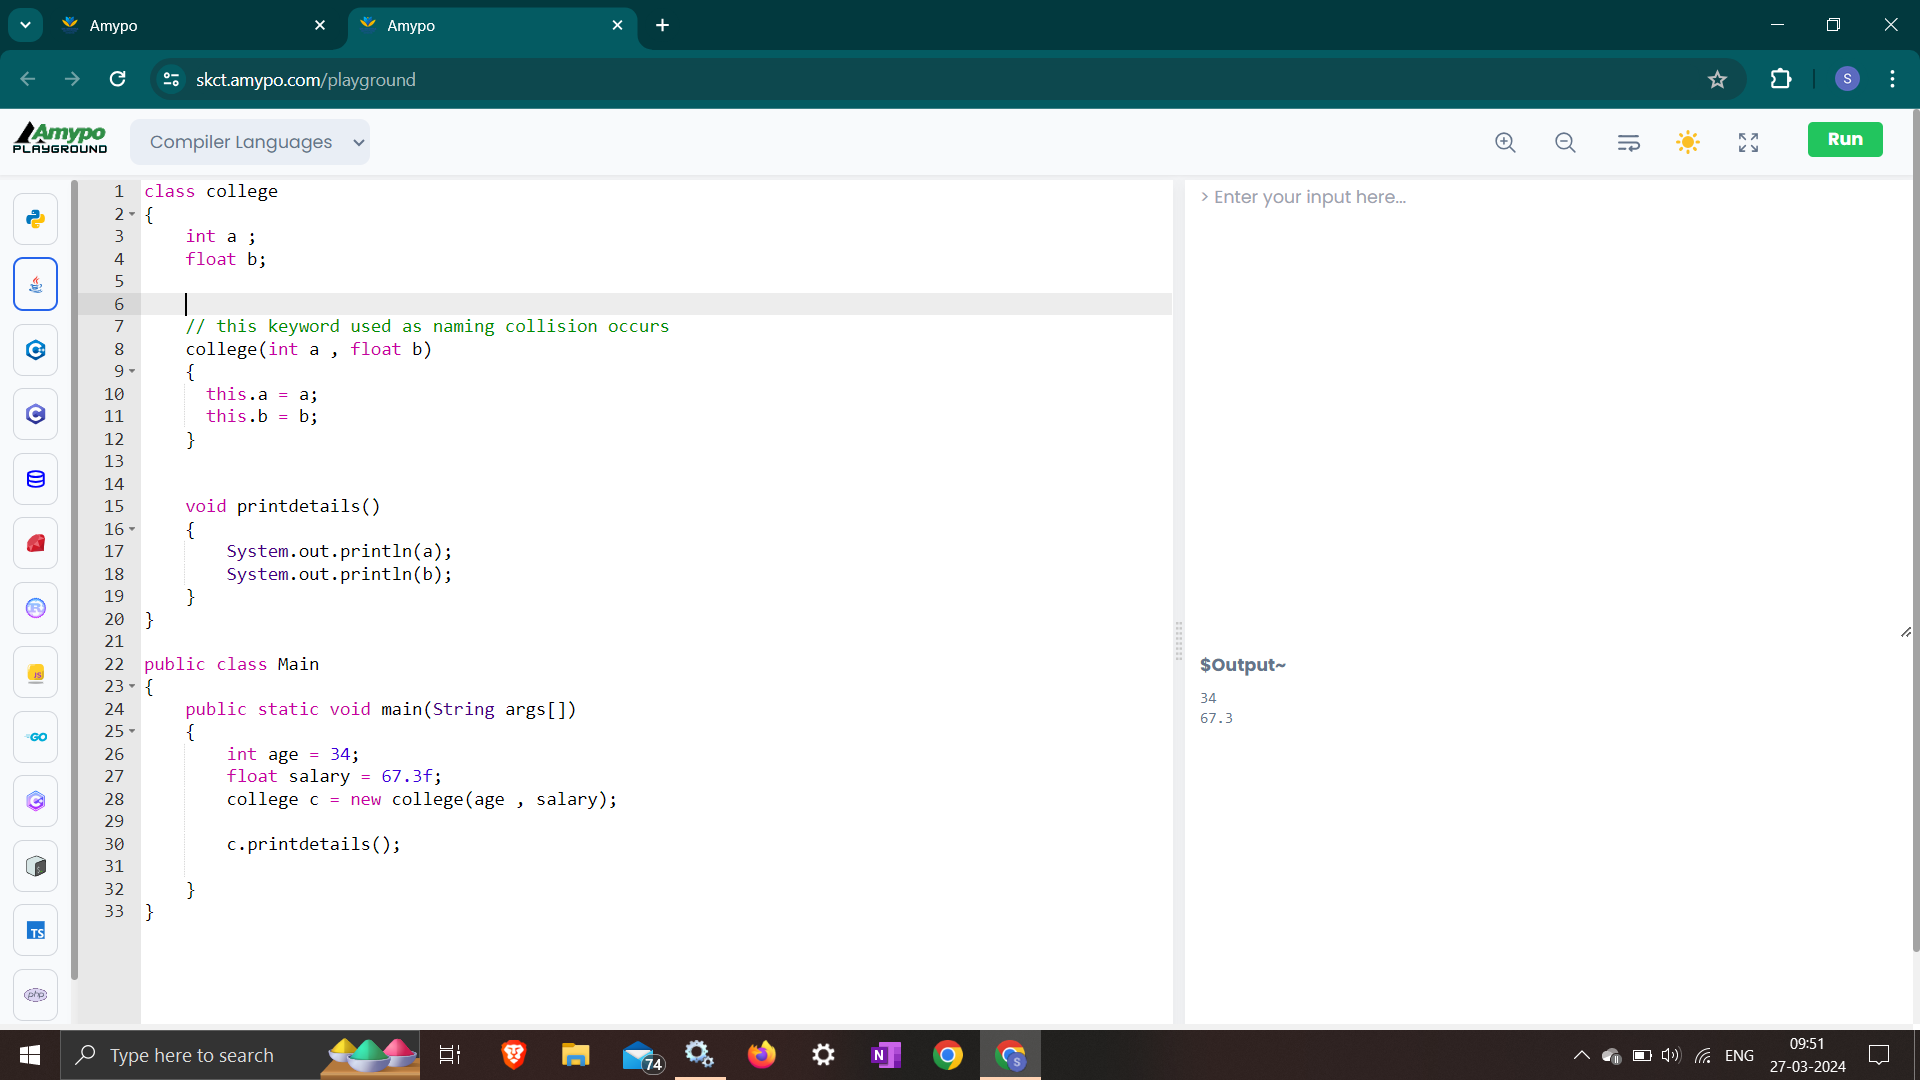 Amypo
Amypo
skct.amypo.com/playground
Amypo
PLAYGROUND
Compiler Languages
Run
1 class college
2 {
3 int a ;
4 float b;
5
6
7 // this keyword used as naming collision occurs
8 college(int a , float b)
9 {
10 this.a = a;
11 this.b = b;
12 }
13
14
15 void printdetails()
16 {
17 System.out.println(a);
18 System.out.println(b);
19 }
20 }
21
22 public class Main
23 {
24 public static void main(String args[])
25 {
26 int age = 34;
27 float salary = 67.3f;
28 college c = new college(age , salary);
29
30 c.printdetails();
31
32 }
33 }
> Enter your input here...
$Output~
34
67.3
JS
GO
TS
php
S
Type here to search
74
N
S
ENG
09:51
27-03-2024